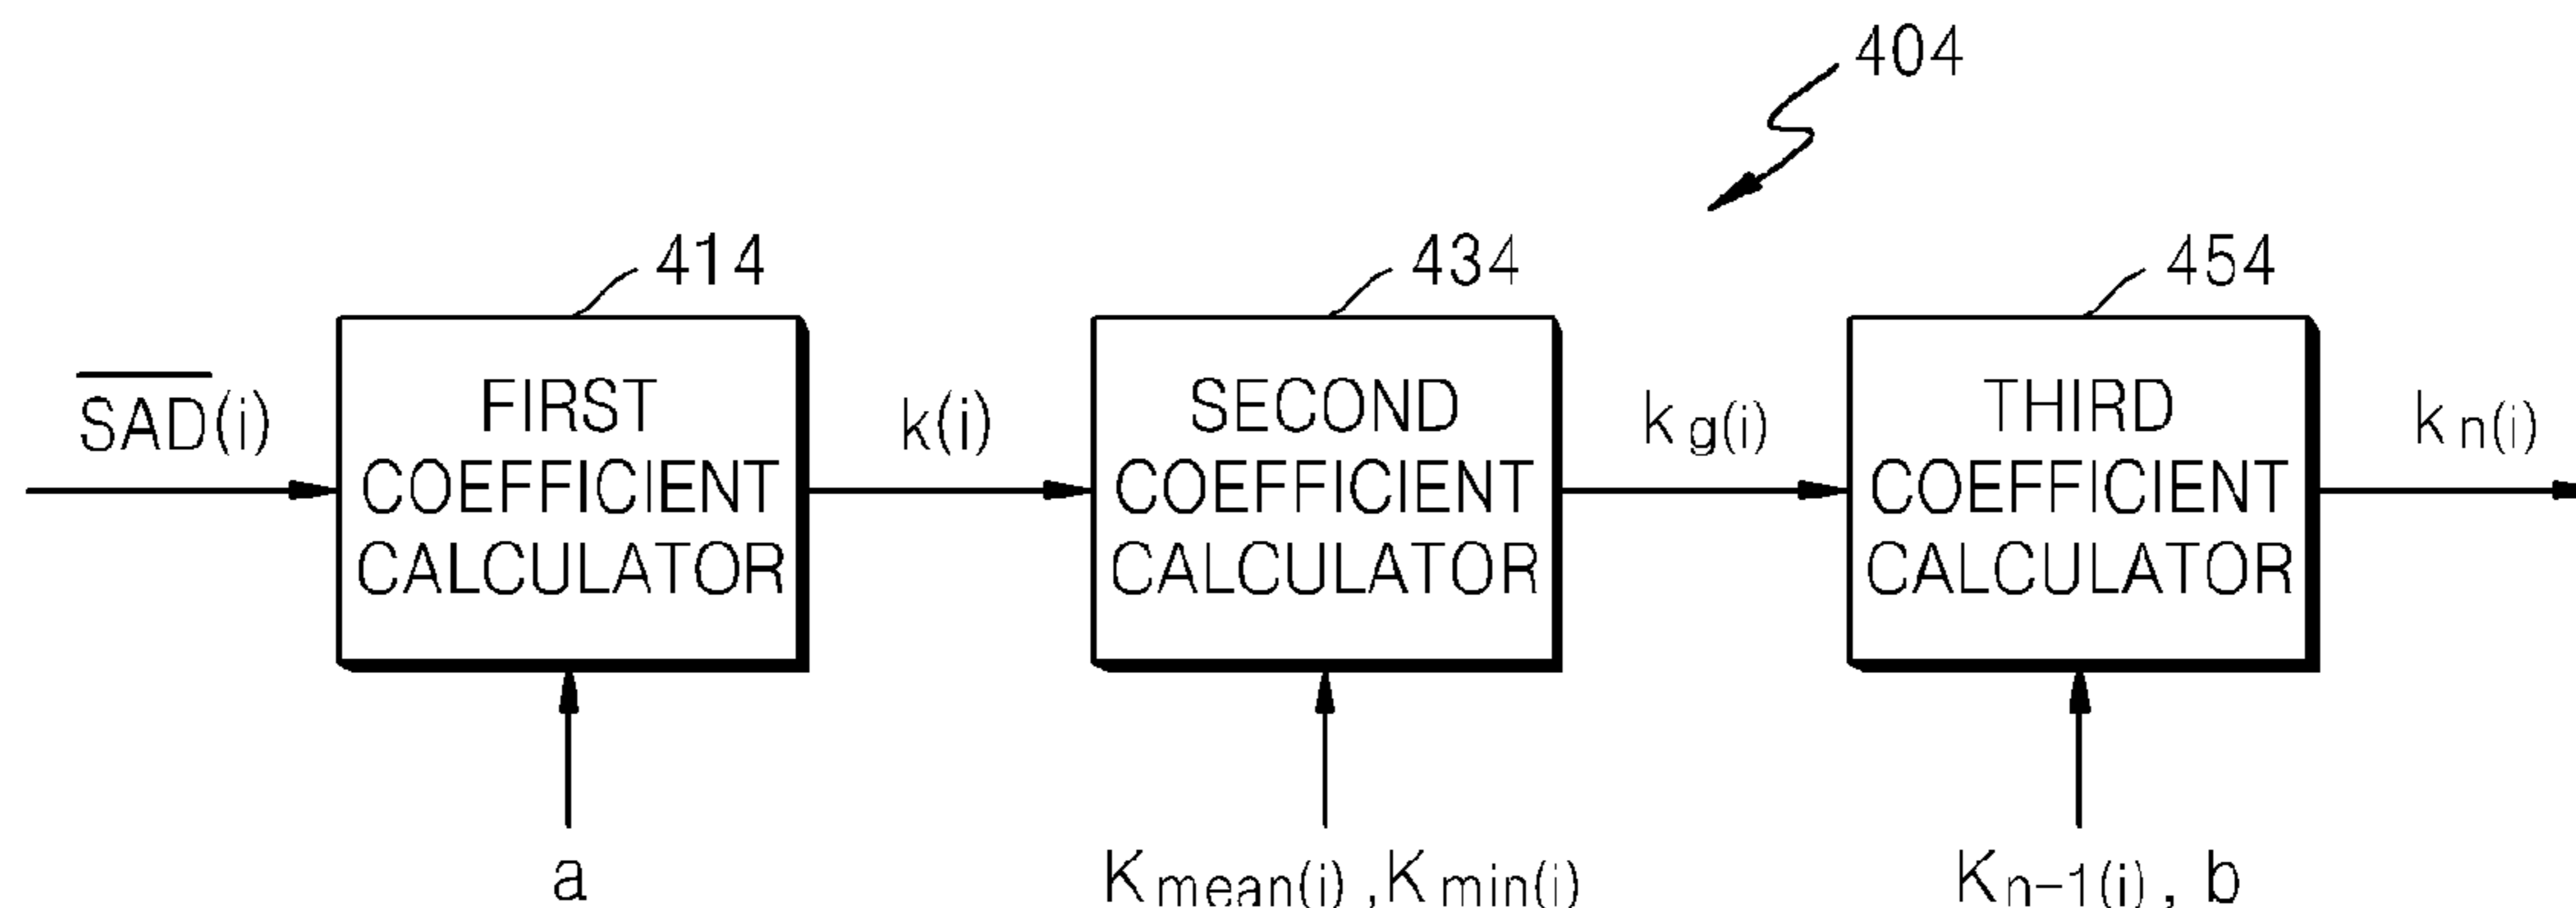 404
414
434
454
S̅A̅D̅(i)
FIRST
COEFFICIENT
CALCULATOR
k(i)
SECOND
COEFFICIENT
CALCULATOR
kg(i)
THIRD
COEFFICIENT
CALCULATOR
kn(i)
a
Kmean(i) ,Kmin(i)
Kn-1(i), b